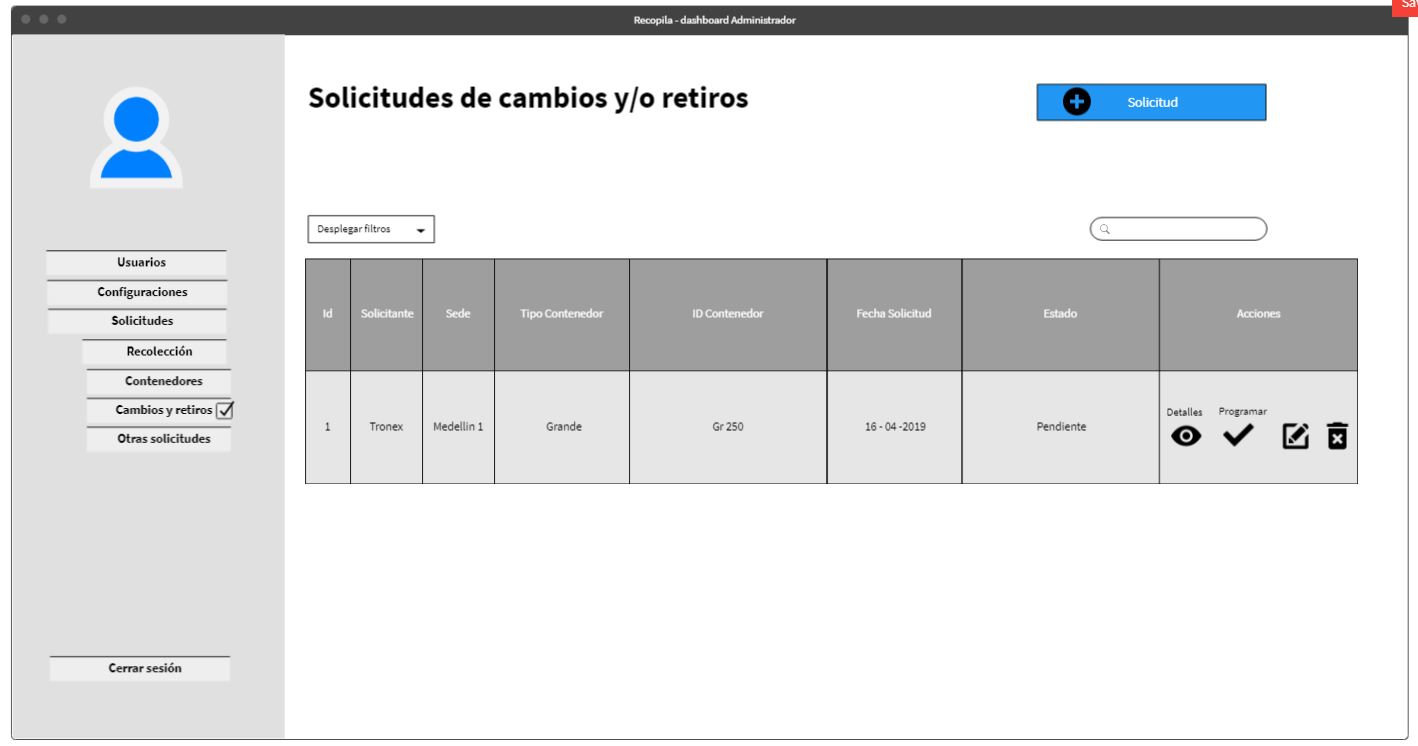 Recopila - dashboard Administrador
Solicitudes de cambios y/o retiros
Solicitud
Desplegar filtros
Usuarios
Configuraciones
Solicitudes
Recolección
Contenedores
Cambios y retiros
Otras solicitudes
Cerrar sesión
Id Solicitante Sede Tipo Contenedor ID Contenedor Fecha Solicitud Estado Acciones
1 Tronex Medellin 1 Grande Gr 250 16 - 04 -2019 Pendiente Detalles Programar